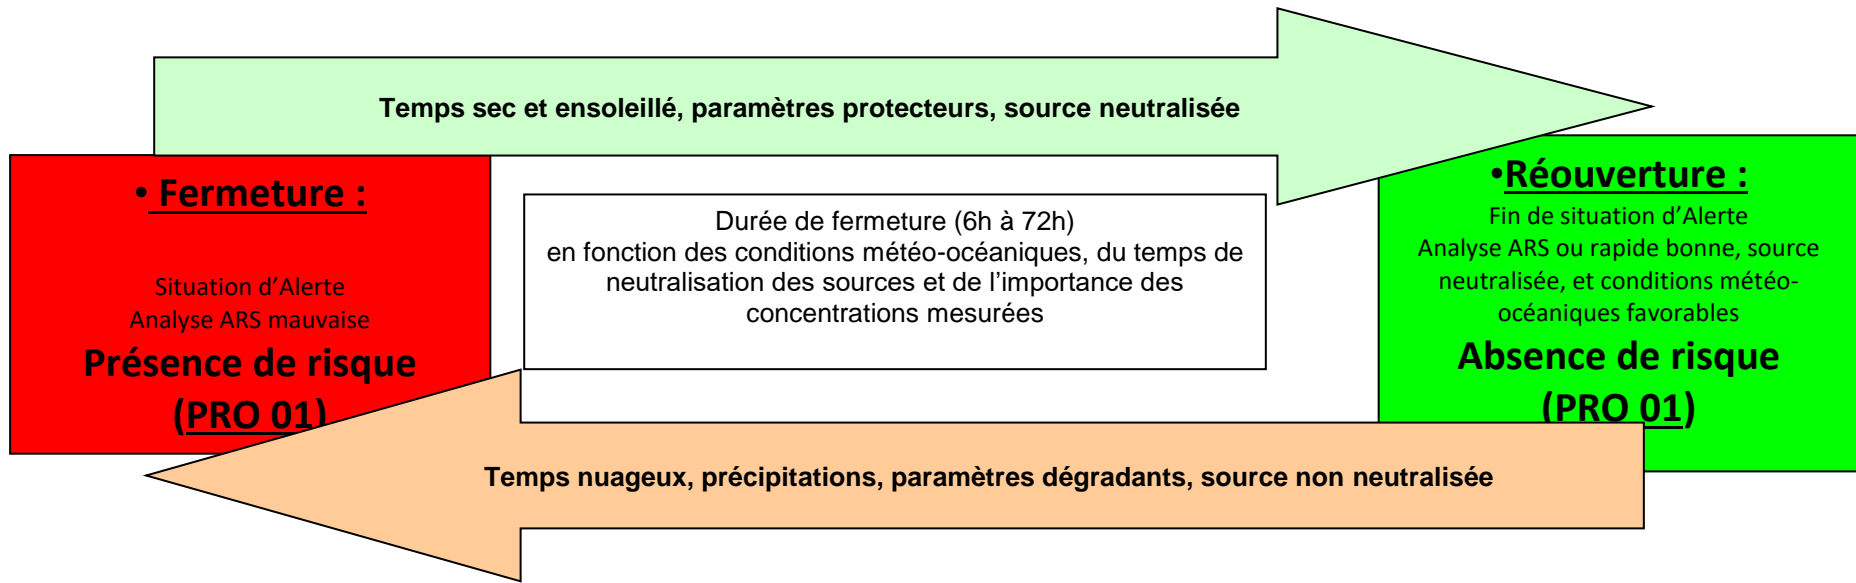 Temps sec et ensoleillé, paramètres protecteurs, source neutralisée
• Fermeture :
Situation d’Alerte
Analyse ARS mauvaise
Présence de risque
(PRO 01)
Durée de fermeture (6h à 72h)
en fonction des conditions météo-océaniques, du temps de
neutralisation des sources et de l’importance des
concentrations mesurées
•Réouverture :
Fin de situation d’Alerte
Analyse ARS ou rapide bonne, source
neutralisée, et conditions météo-
océaniques favorables
Absence de risque
(PRO 01)
Temps nuageux, précipitations, paramètres dégradants, source non neutralisée